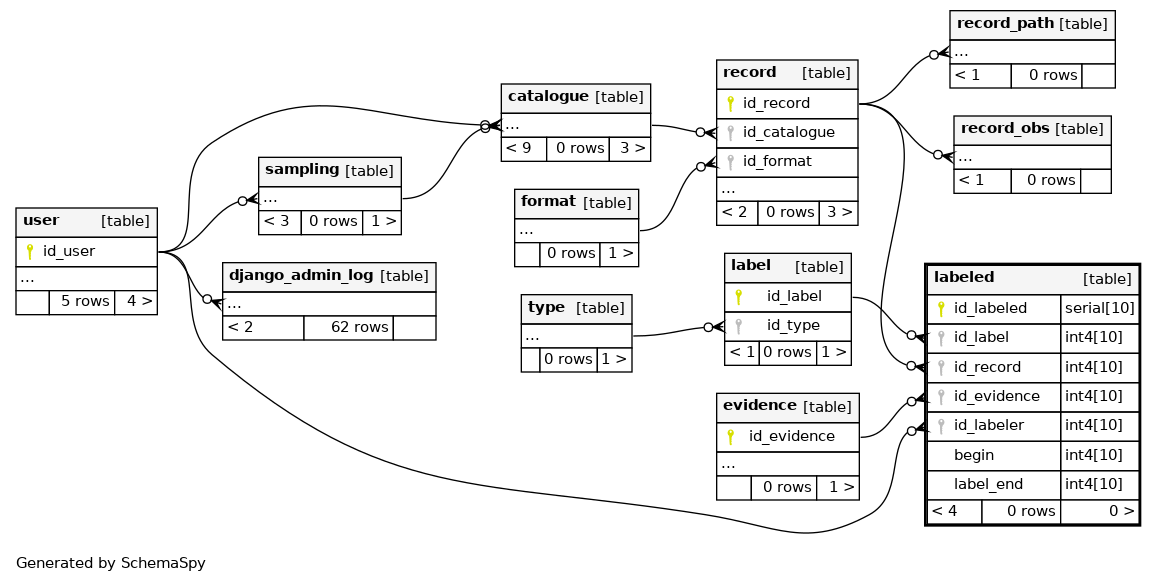 record_path [table]
...
< 1 0 rows
record [table]
id_record
id_catalogue
id_format
...
< 2 0 rows 3 >
catalogue [table]
...
< 9 0 rows 3 >
record_obs [table]
...
< 1 0 rows
sampling [table]
...
< 3 0 rows 1 >
format [table]
...
0 rows 1 >
user [table]
id_user
...
5 rows 4 >
django_admin_log [table]
...
< 2 62 rows
label [table]
id_label
id_type
< 1 0 rows 1 >
type [table]
...
0 rows 1 >
labeled [table]
id_labeled serial[10]
id_label int4[10]
id_record int4[10]
id_evidence int4[10]
id_labeler int4[10]
begin int4[10]
label_end int4[10]
< 4 0 rows 0 >
evidence [table]
id_evidence
...
0 rows 1 >
Generated by SchemaSpy